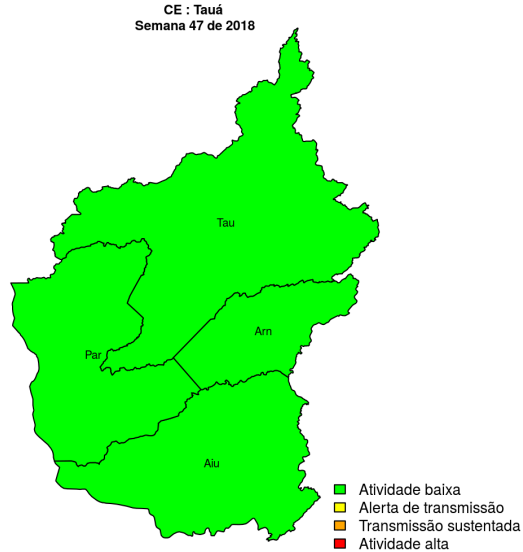 CE : Tauá
Semana 47 de 2018
Tau
Arn
Par
Aiu
Atividade baixa
Alerta de transmissão
Transmissão sustentada
Atividade alta